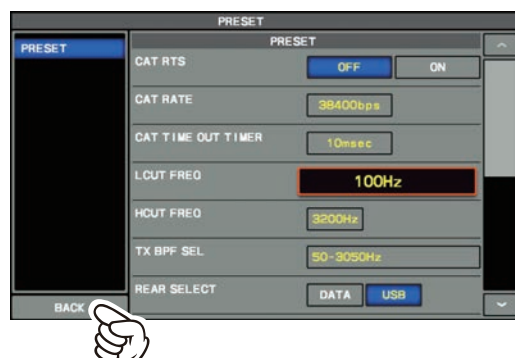 PRESET
PRESET
PRESET
CAT RTS OFF ON
CAT RATE 38400bps
CAT TIME OUT TIMER 10msec
LCUT FREQ 100Hz
HCUT FREQ 3200Hz
TX BPF SEL 50-3050Hz
REAR SELECT DATA USB
BACK